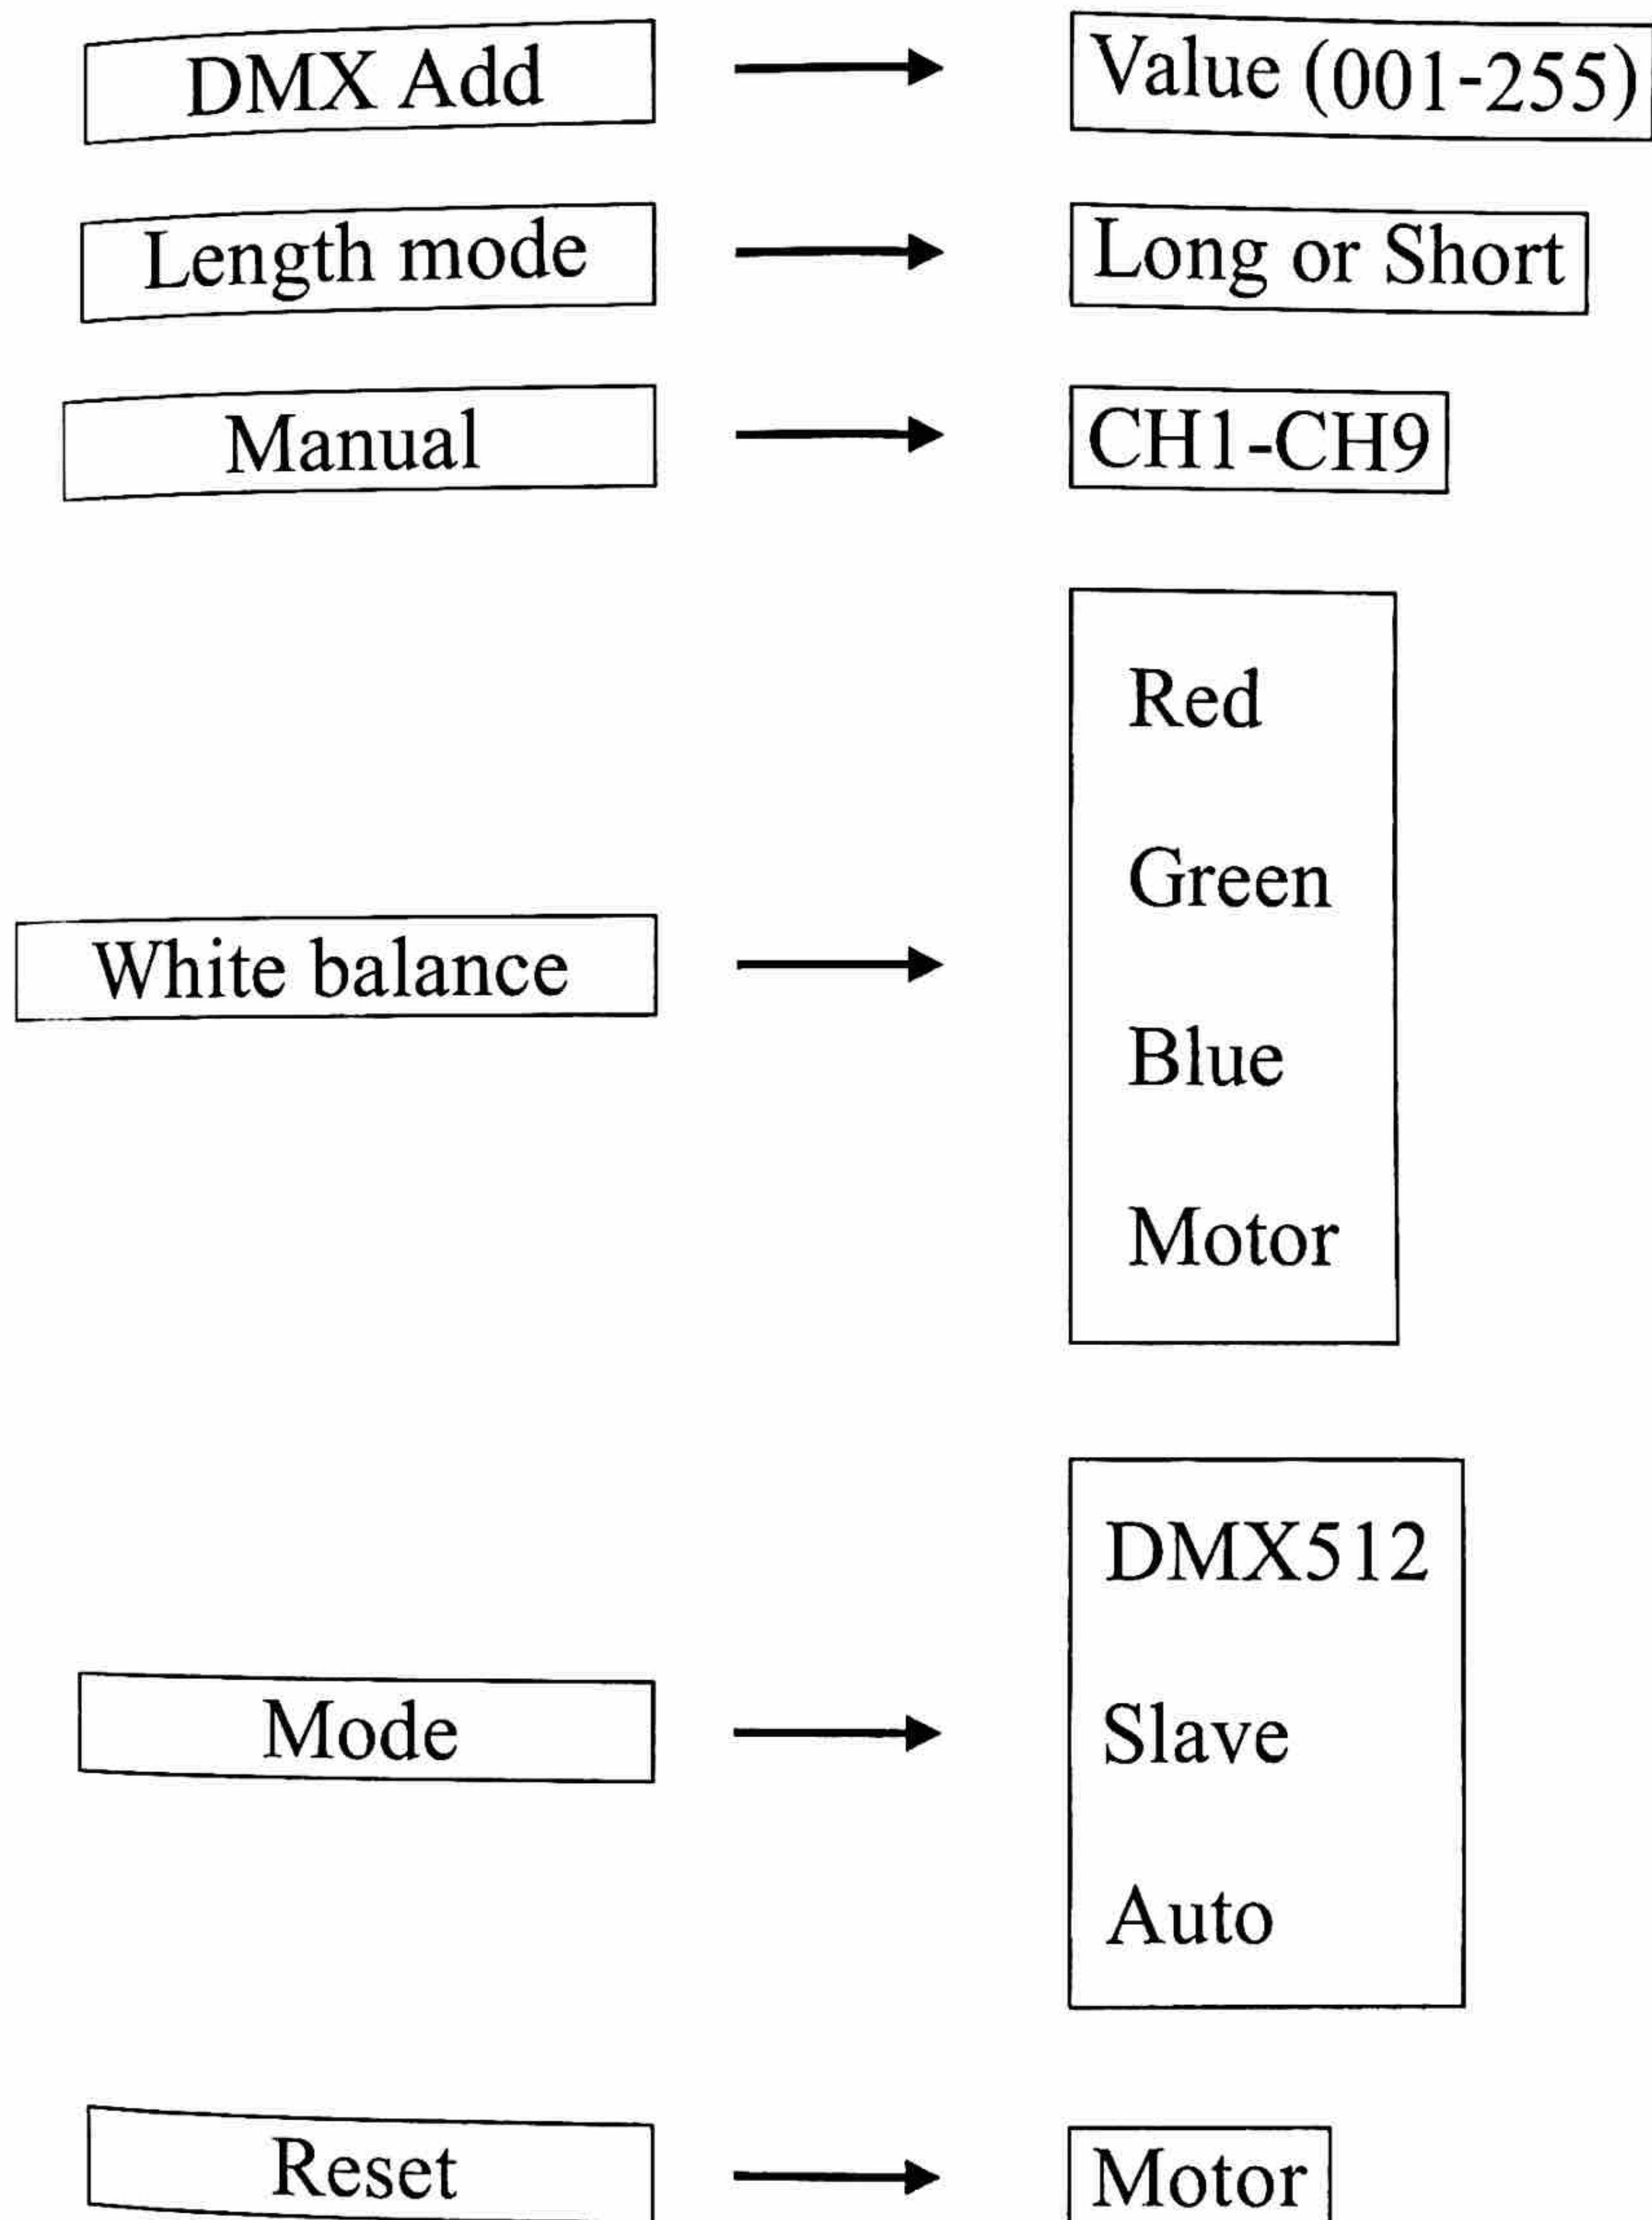 DMX Add
Value (001-255)
Length mode
Long or Short
Manual
CH1-CH9
White balance
Red
Green
Blue
Motor
Mode
DMX512
Slave
Auto
Reset
Motor